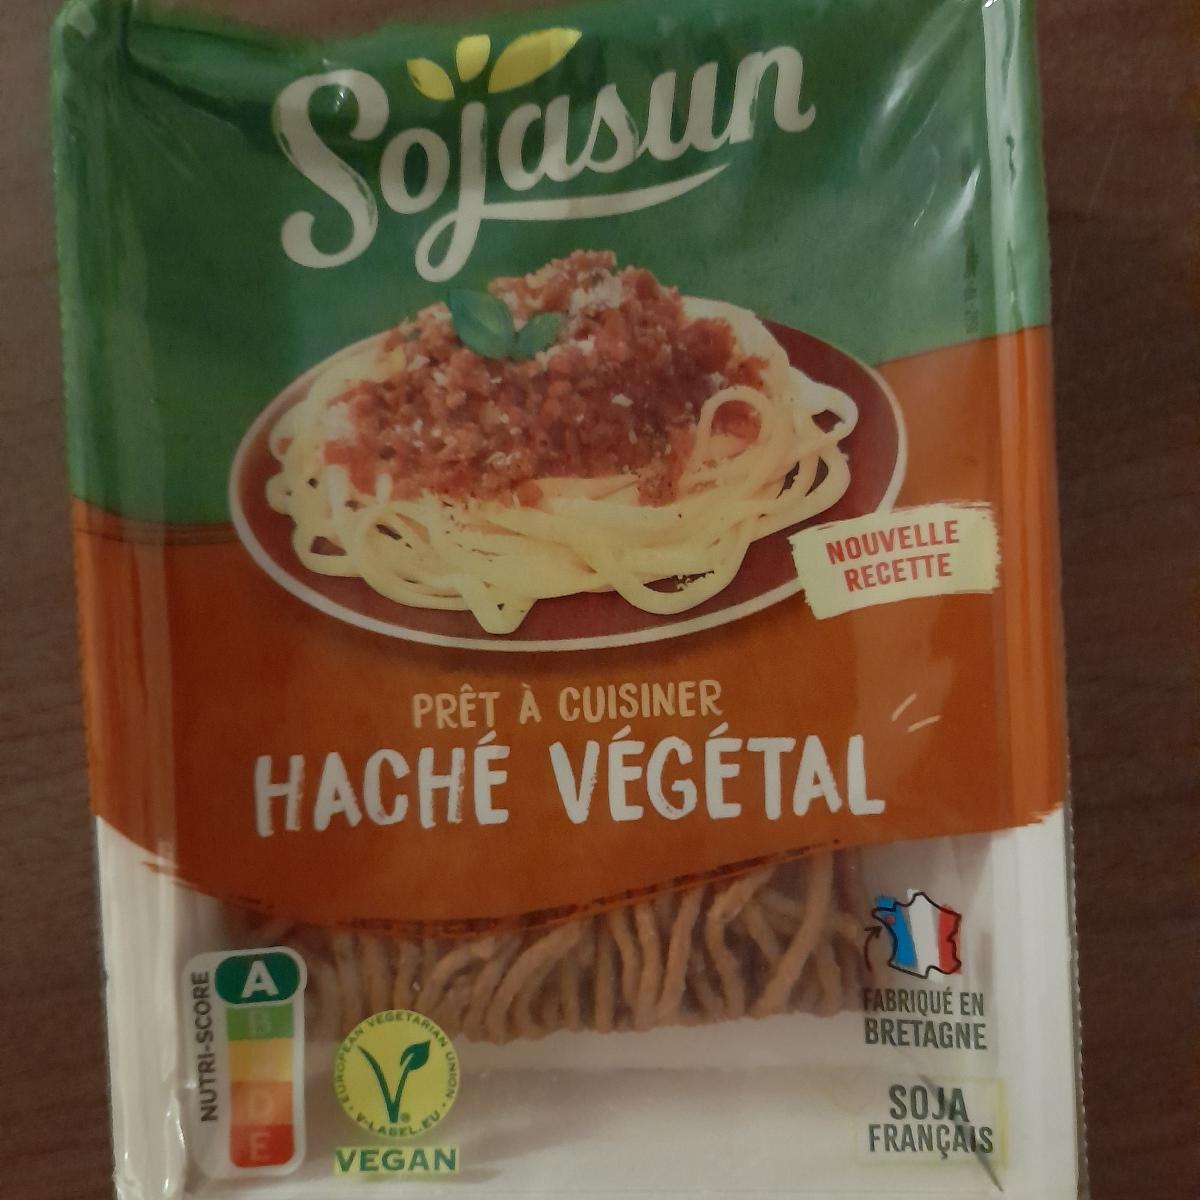 Sojasun
NOUVELLE
RECETTE
PRÊT À CUISINER
HACHÉ VÉGÉTAL
NUTRI-SCORE
A
B
D
E
EUROPEAN VEGETARIAN UNION
V-LABEL.EU
VEGAN
FABRIQUÉ EN
BRETAGNE
SOJA
FRANÇAIS